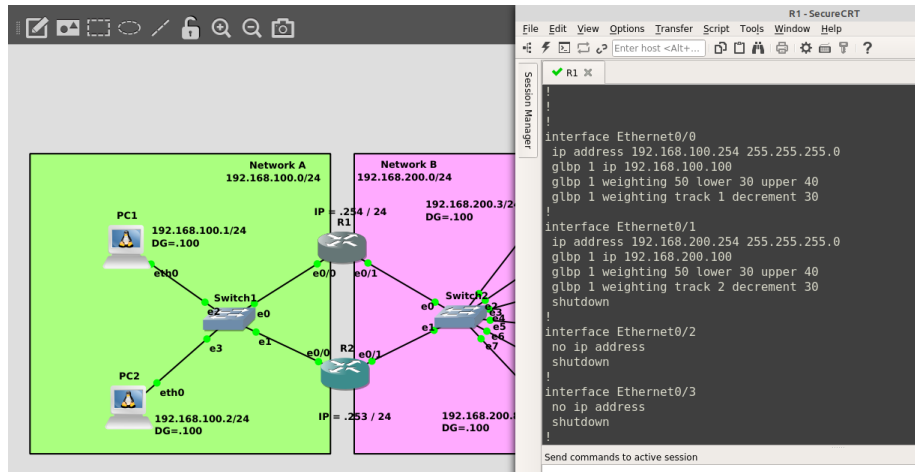 R1 - SecureCRT
File Edit View Options Transfer Script Tools Window Help
Enter host <Alt+...
R1
Session Manager
!
!
!
interface Ethernet0/0
 ip address 192.168.100.254 255.255.255.0
 glbp 1 ip 192.168.100.100
 glbp 1 weighting 50 lower 30 upper 40
 glbp 1 weighting track 1 decrement 30
!
interface Ethernet0/1
 ip address 192.168.200.254 255.255.255.0
 glbp 1 ip 192.168.200.100
 glbp 1 weighting 50 lower 30 upper 40
 glbp 1 weighting track 2 decrement 30
 shutdown
!
interface Ethernet0/2
 no ip address
 shutdown
!
interface Ethernet0/3
 no ip address
 shutdown
!
Send commands to active session
Network A
192.168.100.0/24
Network B
192.168.200.0/24
PC1
192.168.100.1/24
DG=.100
eth0
IP = .254 / 24
R1
e0/0
e0/1
192.168.200.3/24
DG=.100
Switch1
e2
e0
e3
e1
Switch2
e0
e1
e2
e3
e4
e5
e6
e7
R2
e0/0
e0/1
IP = .253 / 24
PC2
eth0
192.168.100.2/24
DG=.100
192.168.200.
DG=.100